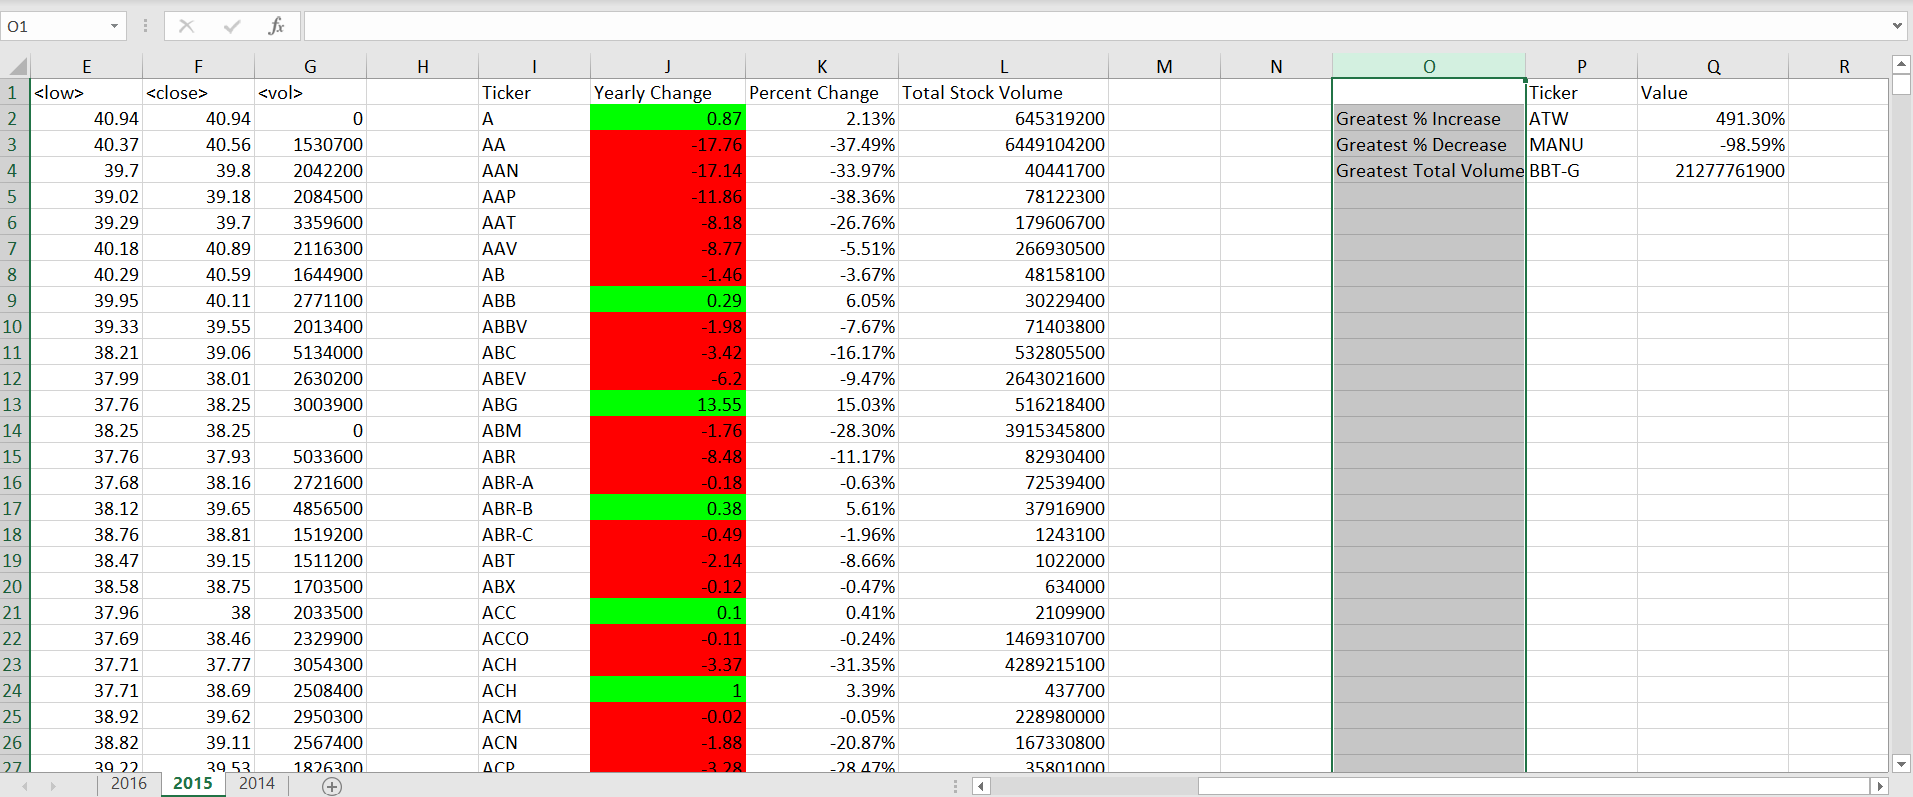 O1 fx
E F G H I J K L M N O P Q R
1 <low> <close> <vol> Ticker Yearly Change Percent Change Total Stock Volume Ticker Value
2 40.94 40.94 0 A 0.87 2.13% 645319200 Greatest % Increase ATW 491.30%
3 40.37 40.56 1530700 AA -17.76 -37.49% 6449104200 Greatest % Decrease MANU -98.59%
4 39.7 39.8 2042200 AAN -17.14 -33.97% 40441700 Greatest Total Volume BBT-G 21277761900
5 39.02 39.18 2084500 AAP -11.86 -38.36% 78122300
6 39.29 39.7 3359600 AAT -8.18 -26.76% 179606700
7 40.18 40.89 2116300 AAV -8.77 -5.51% 266930500
8 40.29 40.59 1644900 AB -1.46 -3.67% 48158100
9 39.95 40.11 2771100 ABB 0.29 6.05% 30229400
10 39.33 39.55 2013400 ABBV -1.98 -7.67% 71403800
11 38.21 39.06 5134000 ABC -3.42 -16.17% 532805500
12 37.99 38.01 2630200 ABEV -6.2 -9.47% 2643021600
13 37.76 38.25 3003900 ABG 13.55 15.03% 516218400
14 38.25 38.25 0 ABM -1.76 -28.30% 3915345800
15 37.76 37.93 5033600 ABR -8.48 -11.17% 82930400
16 37.68 38.16 2721600 ABR-A -0.18 -0.63% 72539400
17 38.12 39.65 4856500 ABR-B 0.38 5.61% 37916900
18 38.76 38.81 1519200 ABR-C -0.49 -1.96% 1243100
19 38.47 39.15 1511200 ABT -2.14 -8.66% 1022000
20 38.58 38.75 1703500 ABX -0.12 -0.47% 634000
21 37.96 38 2033500 ACC 0.1 0.41% 2109900
22 37.69 38.46 2329900 ACCO -0.11 -0.24% 1469310700
23 37.71 37.77 3054300 ACH -3.37 -31.35% 4289215100
24 37.71 38.69 2508400 ACH 1 3.39% 437700
25 38.92 39.62 2950300 ACM -0.02 -0.05% 228980000
26 38.82 39.11 2567400 ACN -1.88 -20.87% 167330800
27 39.22 39.53 1826300 ACP -3.28 -28.47% 35801000
2016 2015 2014